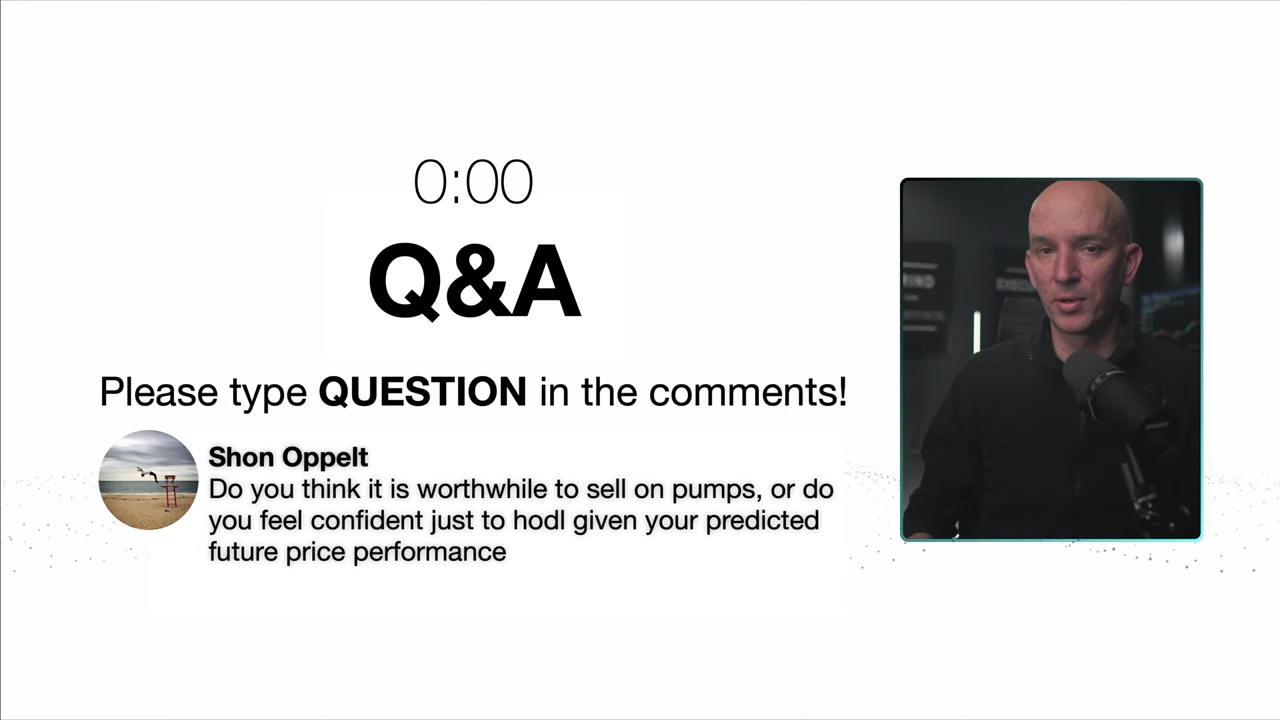 0:00
Q&A
Please type QUESTION in the comments!
Shon Oppelt
Do you think it is worthwhile to sell on pumps, or do
you feel confident just to hodl given your predicted
future price performance